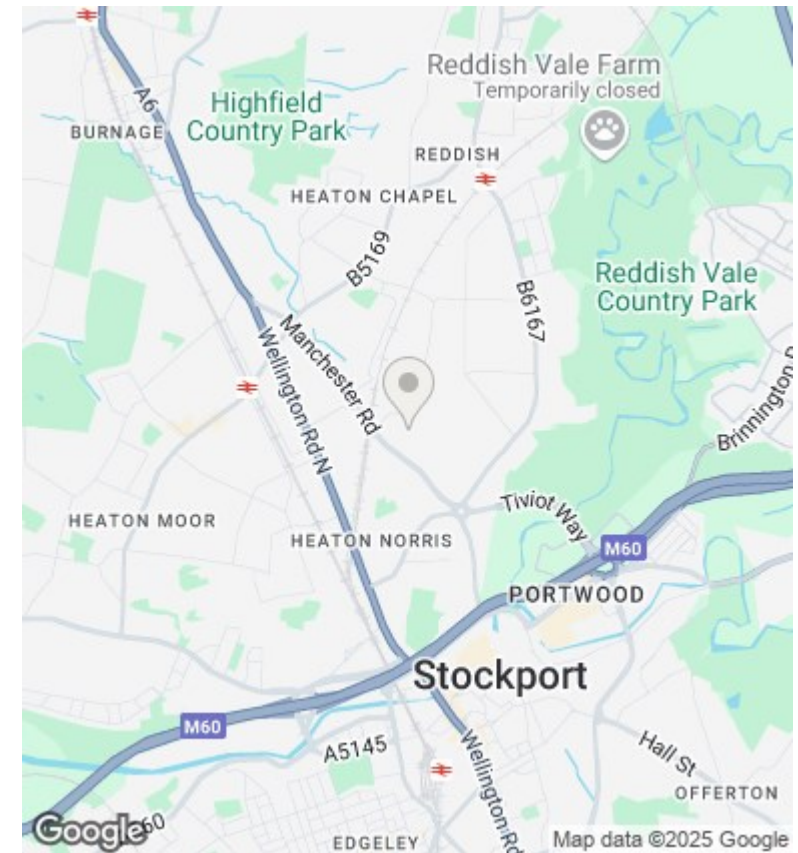 Reddish Vale Farm
Temporarily closed
Highfield
Country Park
A6
BURNAGE
REDDISH
HEATON CHAPEL
B5169
Reddish Vale
Country Park
B6167
Manchester Rd
Wellington Rd N
Brinnington
Tiviot Way
HEATON MOOR
HEATON NORRIS
M60
PORTWOOD
Stockport
M60
A5145
Wellington Rd
Hall St
OFFERTON
Google
60
EDGELEY
Map data ©2025 Google